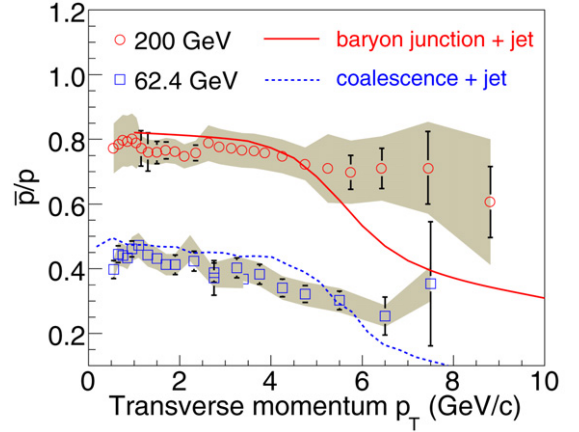 1.2
200 GeV
baryon junction + jet
62.4 GeV
coalescence + jet
1.0
0.8
0.6
0.4
0.2
p̅/p
0 2 4 6 8 10
Transverse momentum p_T (GeV/c)